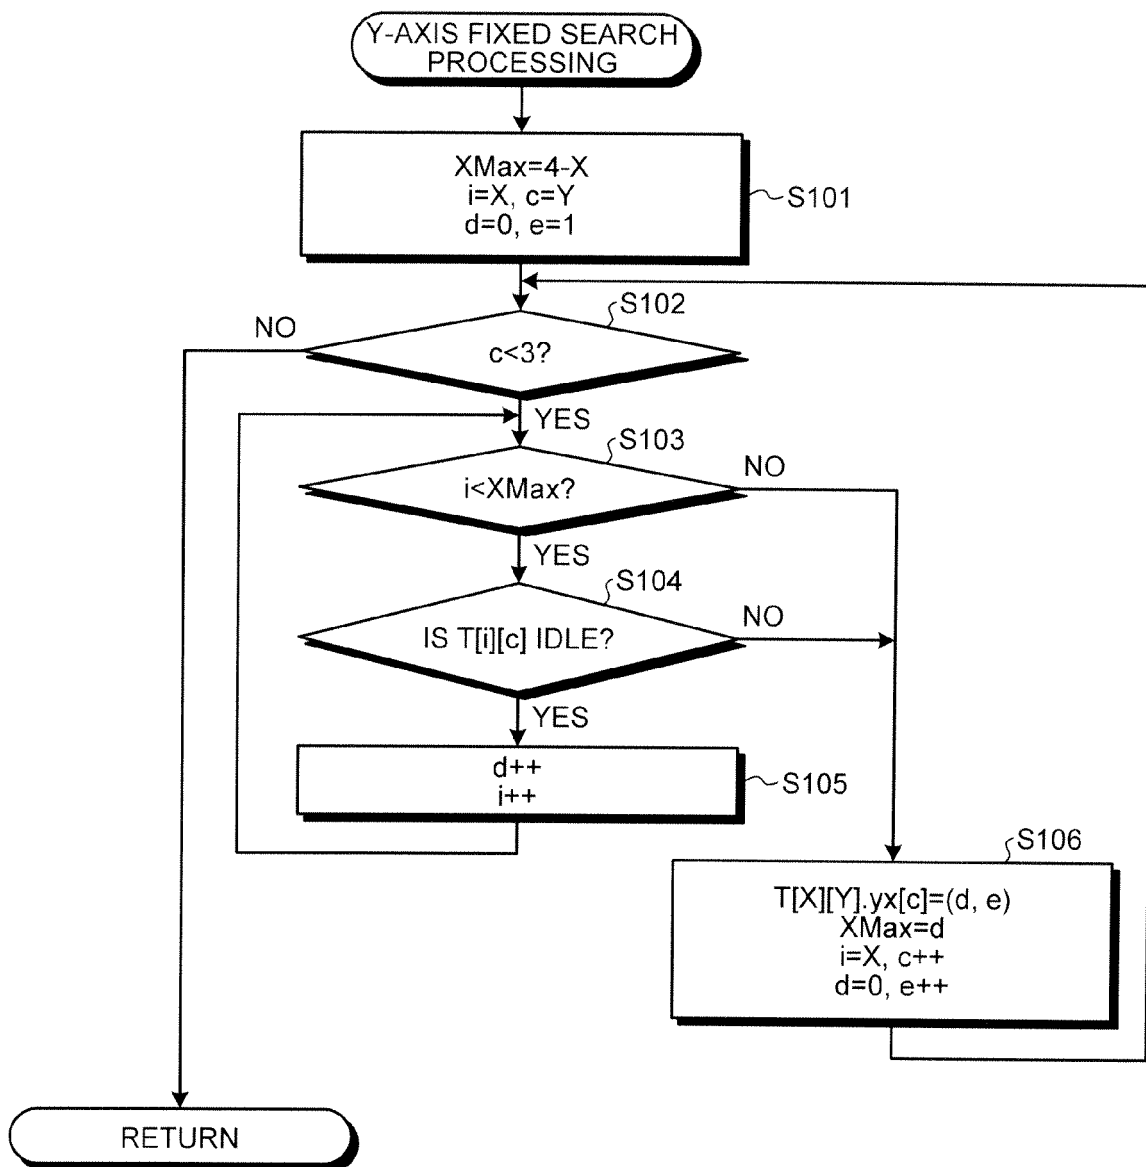 Y-AXIS FIXED SEARCH
PROCESSING
XMax=4-X
i=X, c=Y
d=0, e=1
S101
S102
NO
c<3?
YES
S103
NO
i<XMax?
YES
S104
NO
IS T[i][c] IDLE?
YES
d++
i++
S105
S106
T[X][Y].yx[c]=(d, e)
XMax=d
i=X, c++
d=0, e++
RETURN